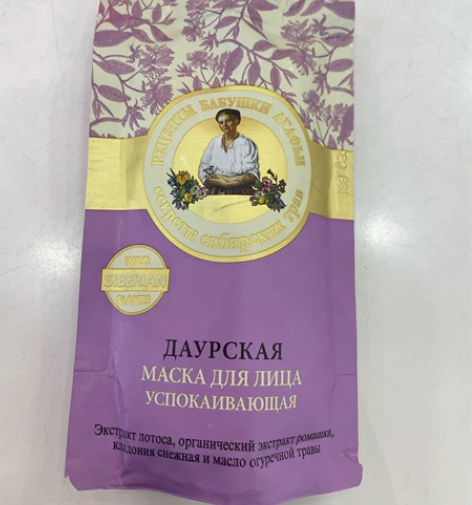 РЕЦЕПТЫ БАБУШКИ АГАФЬИ
секреты сибирских трав
WILD
SIBERIAN
PLANTS
ДАУРСКАЯ
МАСКА ДЛЯ ЛИЦА
УСПОКАИВАЮЩАЯ
Экстракт лотоса, органический экстракт ромашки,
кладония снежная и масло огуречной травы